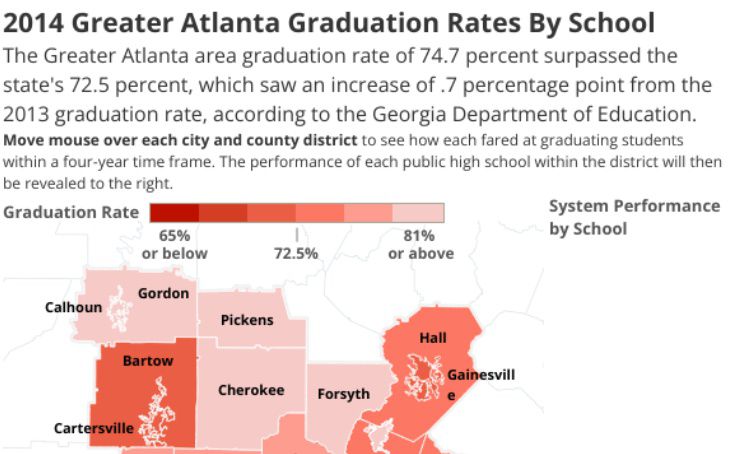 2014 Greater Atlanta Graduation Rates By School
The Greater Atlanta area graduation rate of 74.7 percent surpassed the
state's 72.5 percent, which saw an increase of .7 percentage point from the
2013 graduation rate, according to the Georgia Department of Education.
Move mouse over each city and county district to see how each fared at graduating students
within a four-year time frame. The performance of each public high school within the district will then
be revealed to the right.
Graduation Rate
65%
or below
72.5%
81%
or above
System Performance
by School
Gordon
Calhoun
Pickens
Hall
Bartow
Gainesvill
e
Cherokee
Forsyth
Cartersville